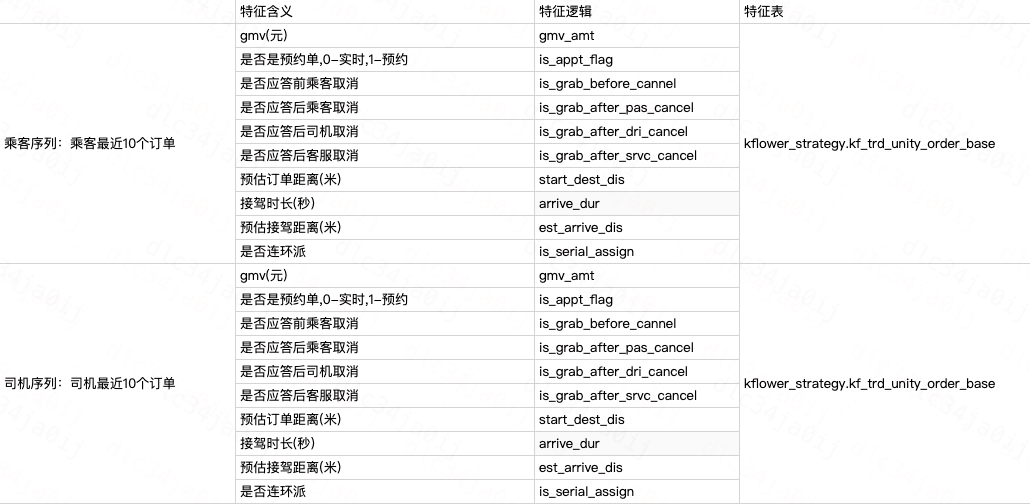 特征含义 特征逻辑 特征表
乘客序列：乘客最近10个订单
gmv(元) gmv_amt
是否是预约单,0-实时,1-预约 is_appt_flag
是否应答前乘客取消 is_grab_before_cannel
是否应答后乘客取消 is_grab_after_pas_cancel
是否应答后司机取消 is_grab_after_dri_cancel
是否应答后客服取消 is_grab_after_srvc_cancel
预估订单距离(米) start_dest_dis
接驾时长(秒) arrive_dur
预估接驾距离(米) est_arrive_dis
是否连环派 is_serial_assign
kflower_strategy.kf_trd_unity_order_base
司机序列：司机最近10个订单
gmv(元) gmv_amt
是否是预约单,0-实时,1-预约 is_appt_flag
是否应答前乘客取消 is_grab_before_cannel
是否应答后乘客取消 is_grab_after_pas_cancel
是否应答后司机取消 is_grab_after_dri_cancel
是否应答后客服取消 is_grab_after_srvc_cancel
预估订单距离(米) start_dest_dis
接驾时长(秒) arrive_dur
预估接驾距离(米) est_arrive_dis
是否连环派 is_serial_assign
kflower_strategy.kf_trd_unity_order_base